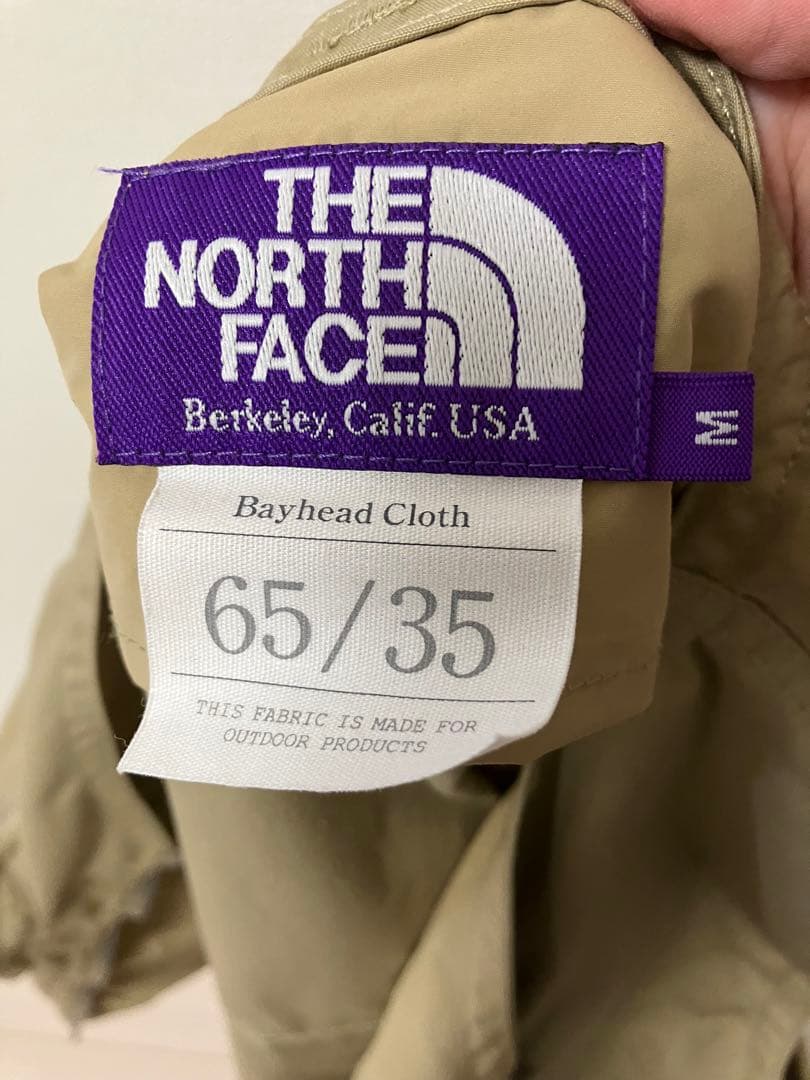 THE
NORTH
FACE
Berkeley, Calif. USA
M
Bayhead Cloth
65/35
THIS FABRIC IS MADE FOR
OUTDOOR PRODUCTS